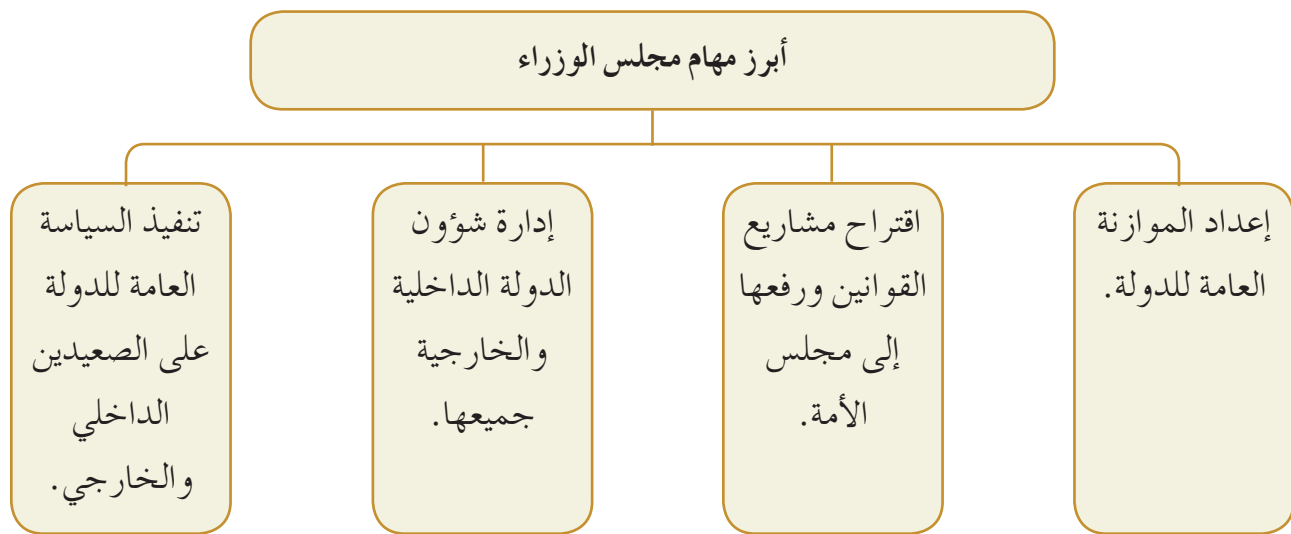 أبرز مهام مجلس الوزراء
إعداد الموازنة
العامة للدولة.
اقتراح مشاريع
القوانين ورفعها
إلى مجلس
الأمة.
إدارة شؤون
الدولة الداخلية
والخارجية
جميعها.
تنفيذ السياسة
العامة للدولة
على الصعيدين
الداخلي
والخارجي.